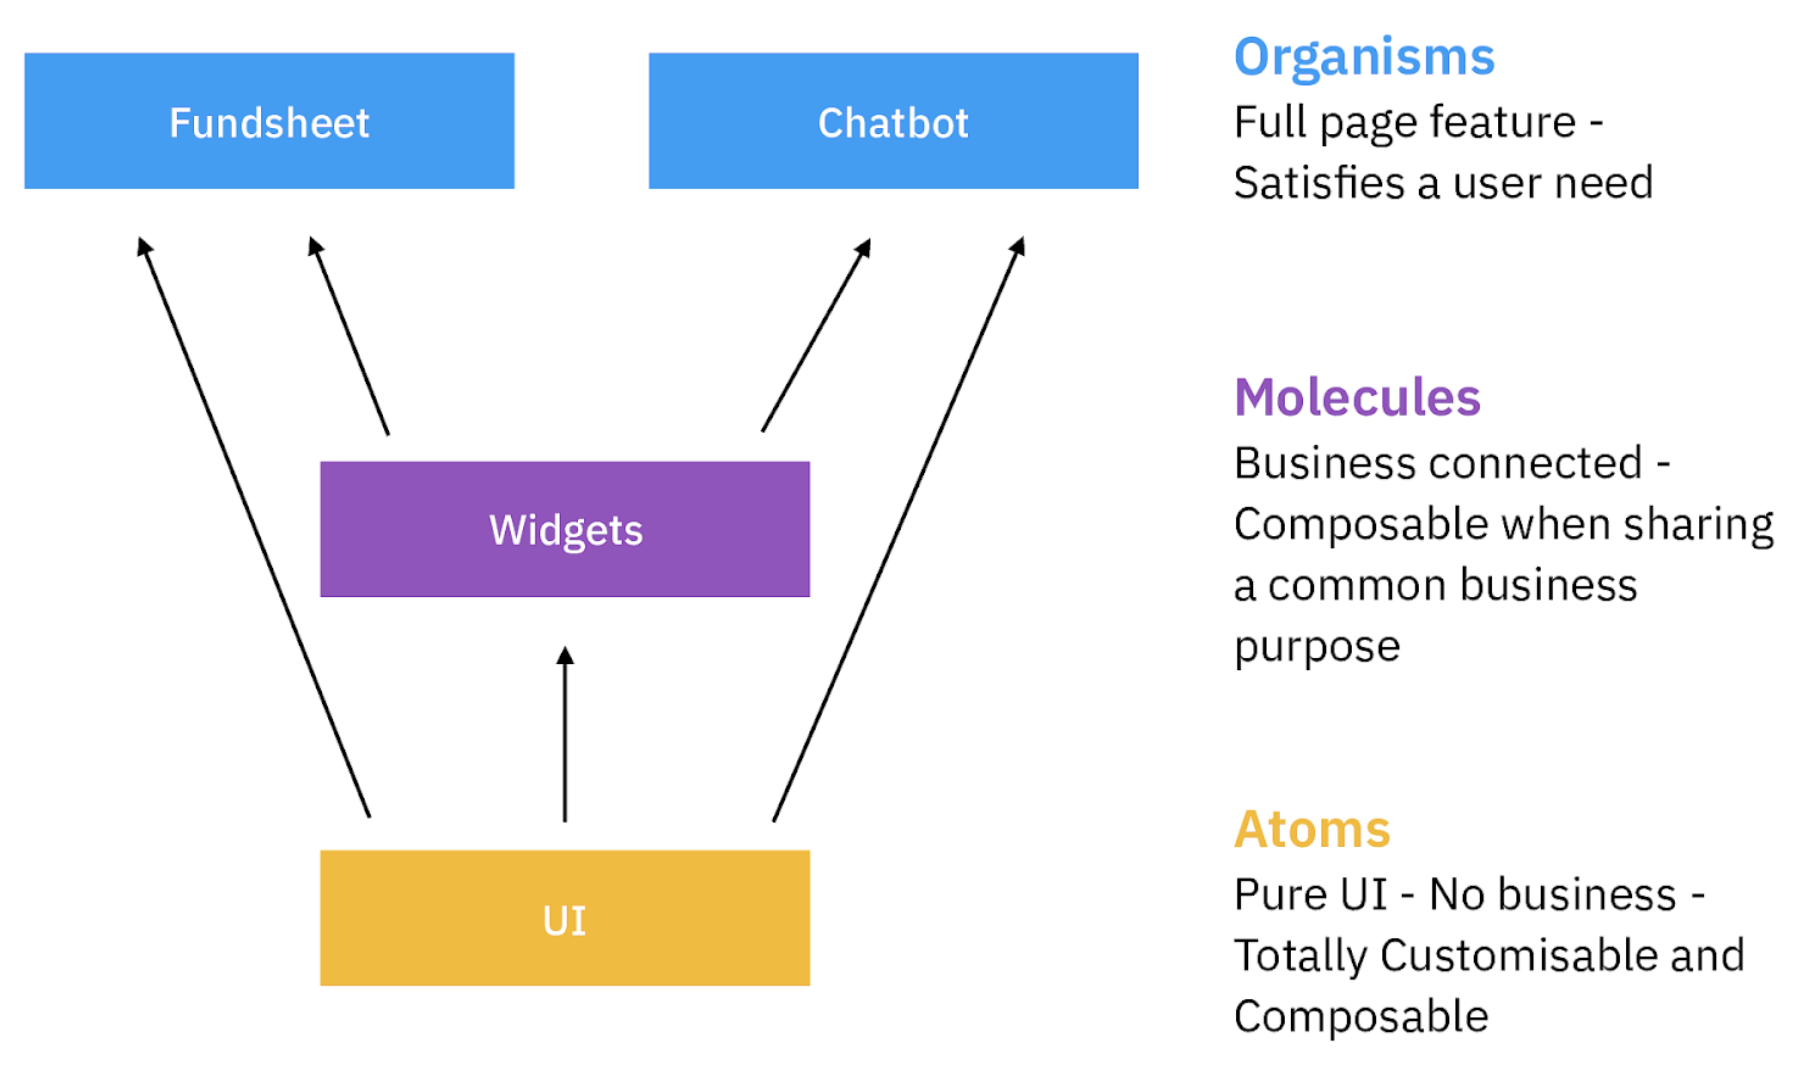 Fundsheet
Chatbot
Organisms
Full page feature -
Satisfies a user need
Widgets
Molecules
Business connected -
Composable when sharing
a common business
purpose
UI
Atoms
Pure UI - No business -
Totally Customisable and
Composable